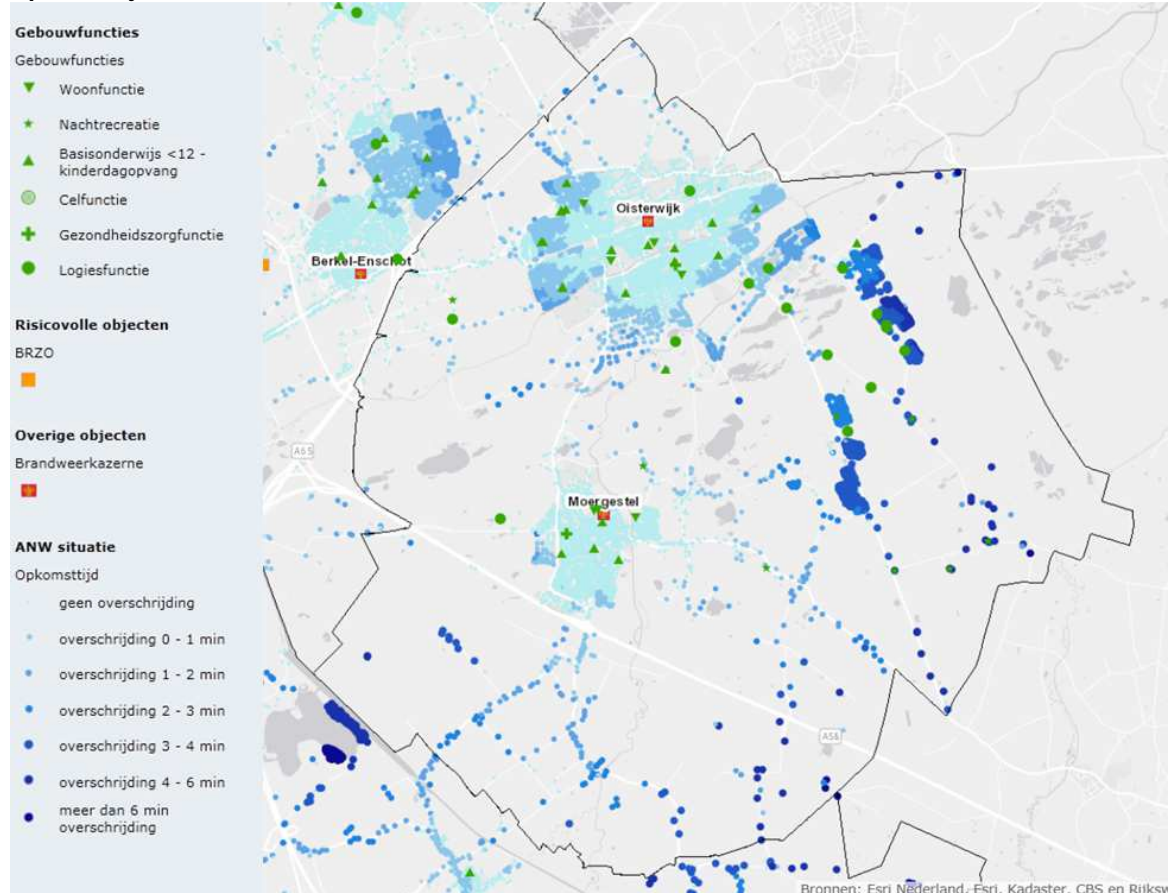 Gebouwfuncties
Gebouwfuncties
Woonfunctie
Nachtrecreatie
Basisonderwijs <12 -
kinderdagopvang
Celfunctie
Gezondheidszorgfunctie
Logiesfunctie
Risicovolle objecten
BRZO
Overige objecten
Brandweerkazerne
ANW situatie
Opkomsttijd
geen overschrijding
overschrijding 0 - 1 min
overschrijding 1 - 2 min
overschrijding 2 - 3 min
overschrijding 3 - 4 min
overschrijding 4 - 6 min
meer dan 6 min
overschrijding
Oisterwijk
Berkel-Enschot
A65
Moergestel
A58
Bronnen: Esri Nederland, Esri, Kadaster, CBS en Rijksw